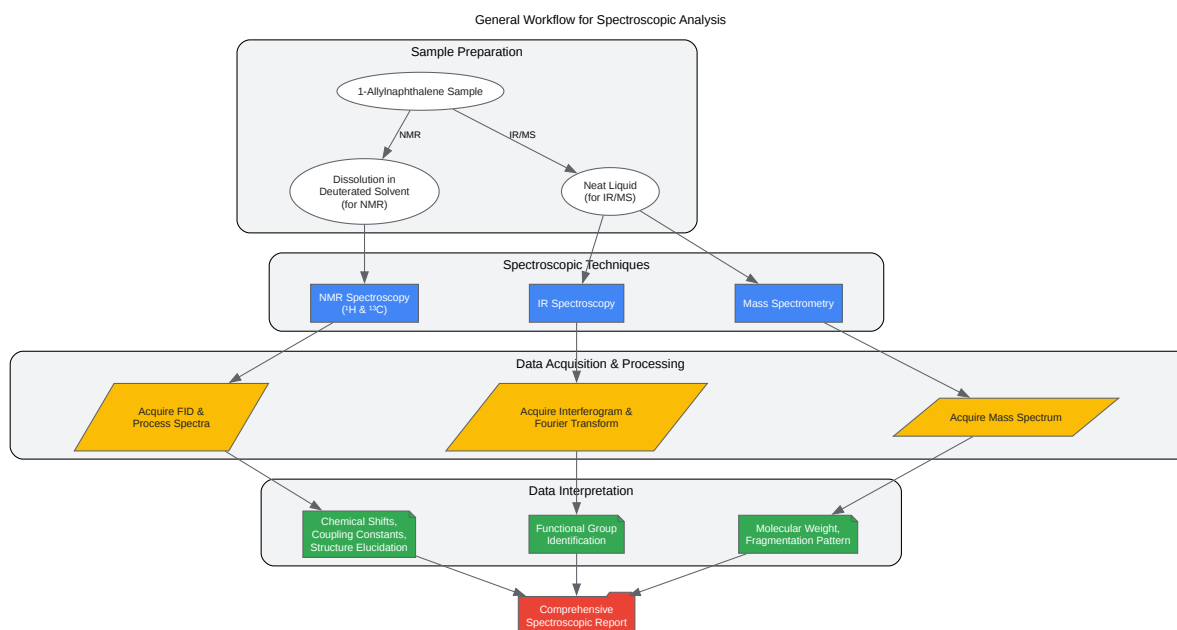 General Workflow for Spectroscopic Analysis
Sample Preparation
1-Allylnaphthalene Sample
NMR
IR/MS
Dissolution in
Deuterated Solvent
(for NMR)
Neat Liquid
(for IR/MS)
Spectroscopic Techniques
NMR Spectroscopy
(¹H & ¹³C)
IR Spectroscopy
Mass Spectrometry
Data Acquisition & Processing
Acquire FID &
Process Spectra
Acquire Interferogram &
Fourier Transform
Acquire Mass Spectrum
Data Interpretation
Chemical Shifts,
Coupling Constants,
Structure Elucidation
Functional Group
Identification
Molecular Weight,
Fragmentation Pattern
Comprehensive
Spectroscopic Report